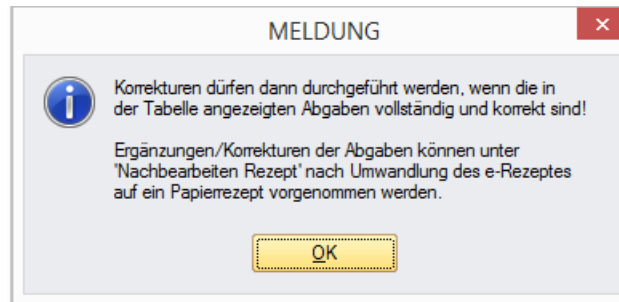 MELDUNG
Korrekturen dürfen dann durchgeführt werden, wenn die in
der Tabelle angezeigten Abgaben vollständig und korrekt sind!
Ergänzungen/Korrekturen der Abgaben können unter
'Nachbearbeiten Rezept' nach Umwandlung des e-Rezeptes
auf ein Papierrezept vorgenommen werden.
OK